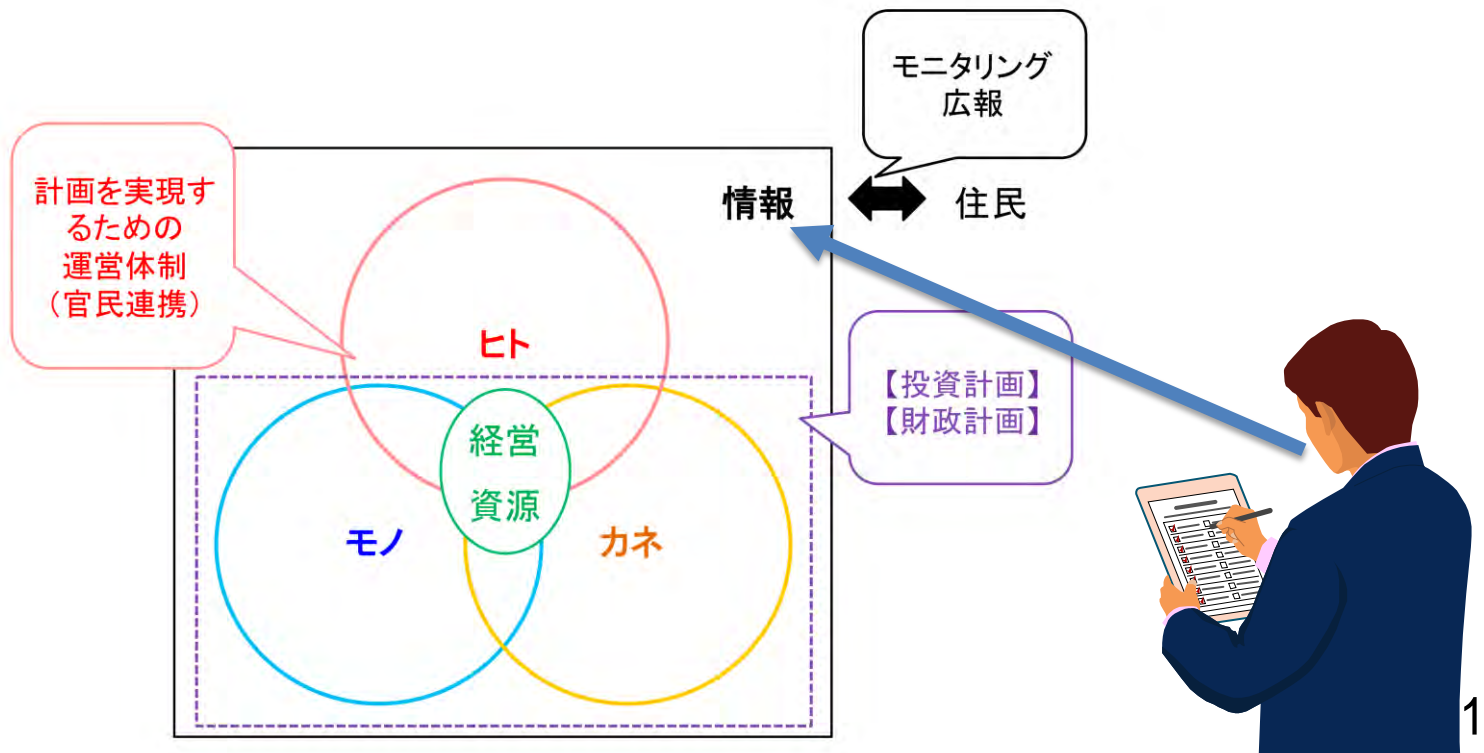 モニタリング
広報
計画を実現す
るための
運営体制
(官民連携)
情報
住民
ヒト
【投資計画】
【財政計画】
経営
資源
モノ
カネ
1